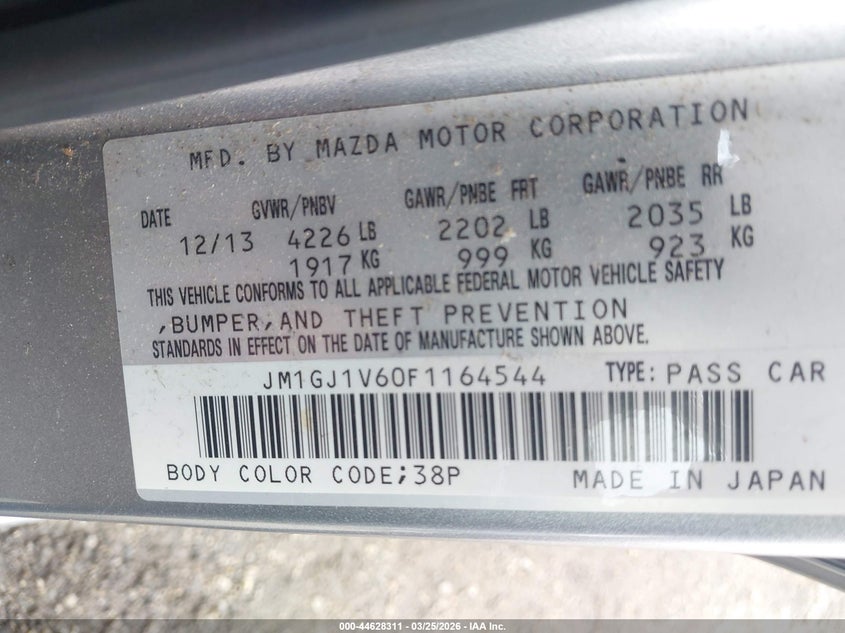 MFD. BY MAZDA MOTOR CORPORATION
DATE GVWR/PNBV GAWR/PNBE FRT GAWR/PNBE RR
12/13 4226 LB 2202 LB 2035 LB
1917 KG 999 KG 923 KG
THIS VEHICLE CONFORMS TO ALL APPLICABLE FEDERAL MOTOR VEHICLE SAFETY
,BUMPER,AND THEFT PREVENTION
STANDARDS IN EFFECT ON THE DATE OF MANUFACTURE SHOWN ABOVE.
JM1GJ1V60F1164544 TYPE: PASS CAR
BODY COLOR CODE;38P MADE IN JAPAN
000-44628311 - 03/25/2026 - IAA Inc.